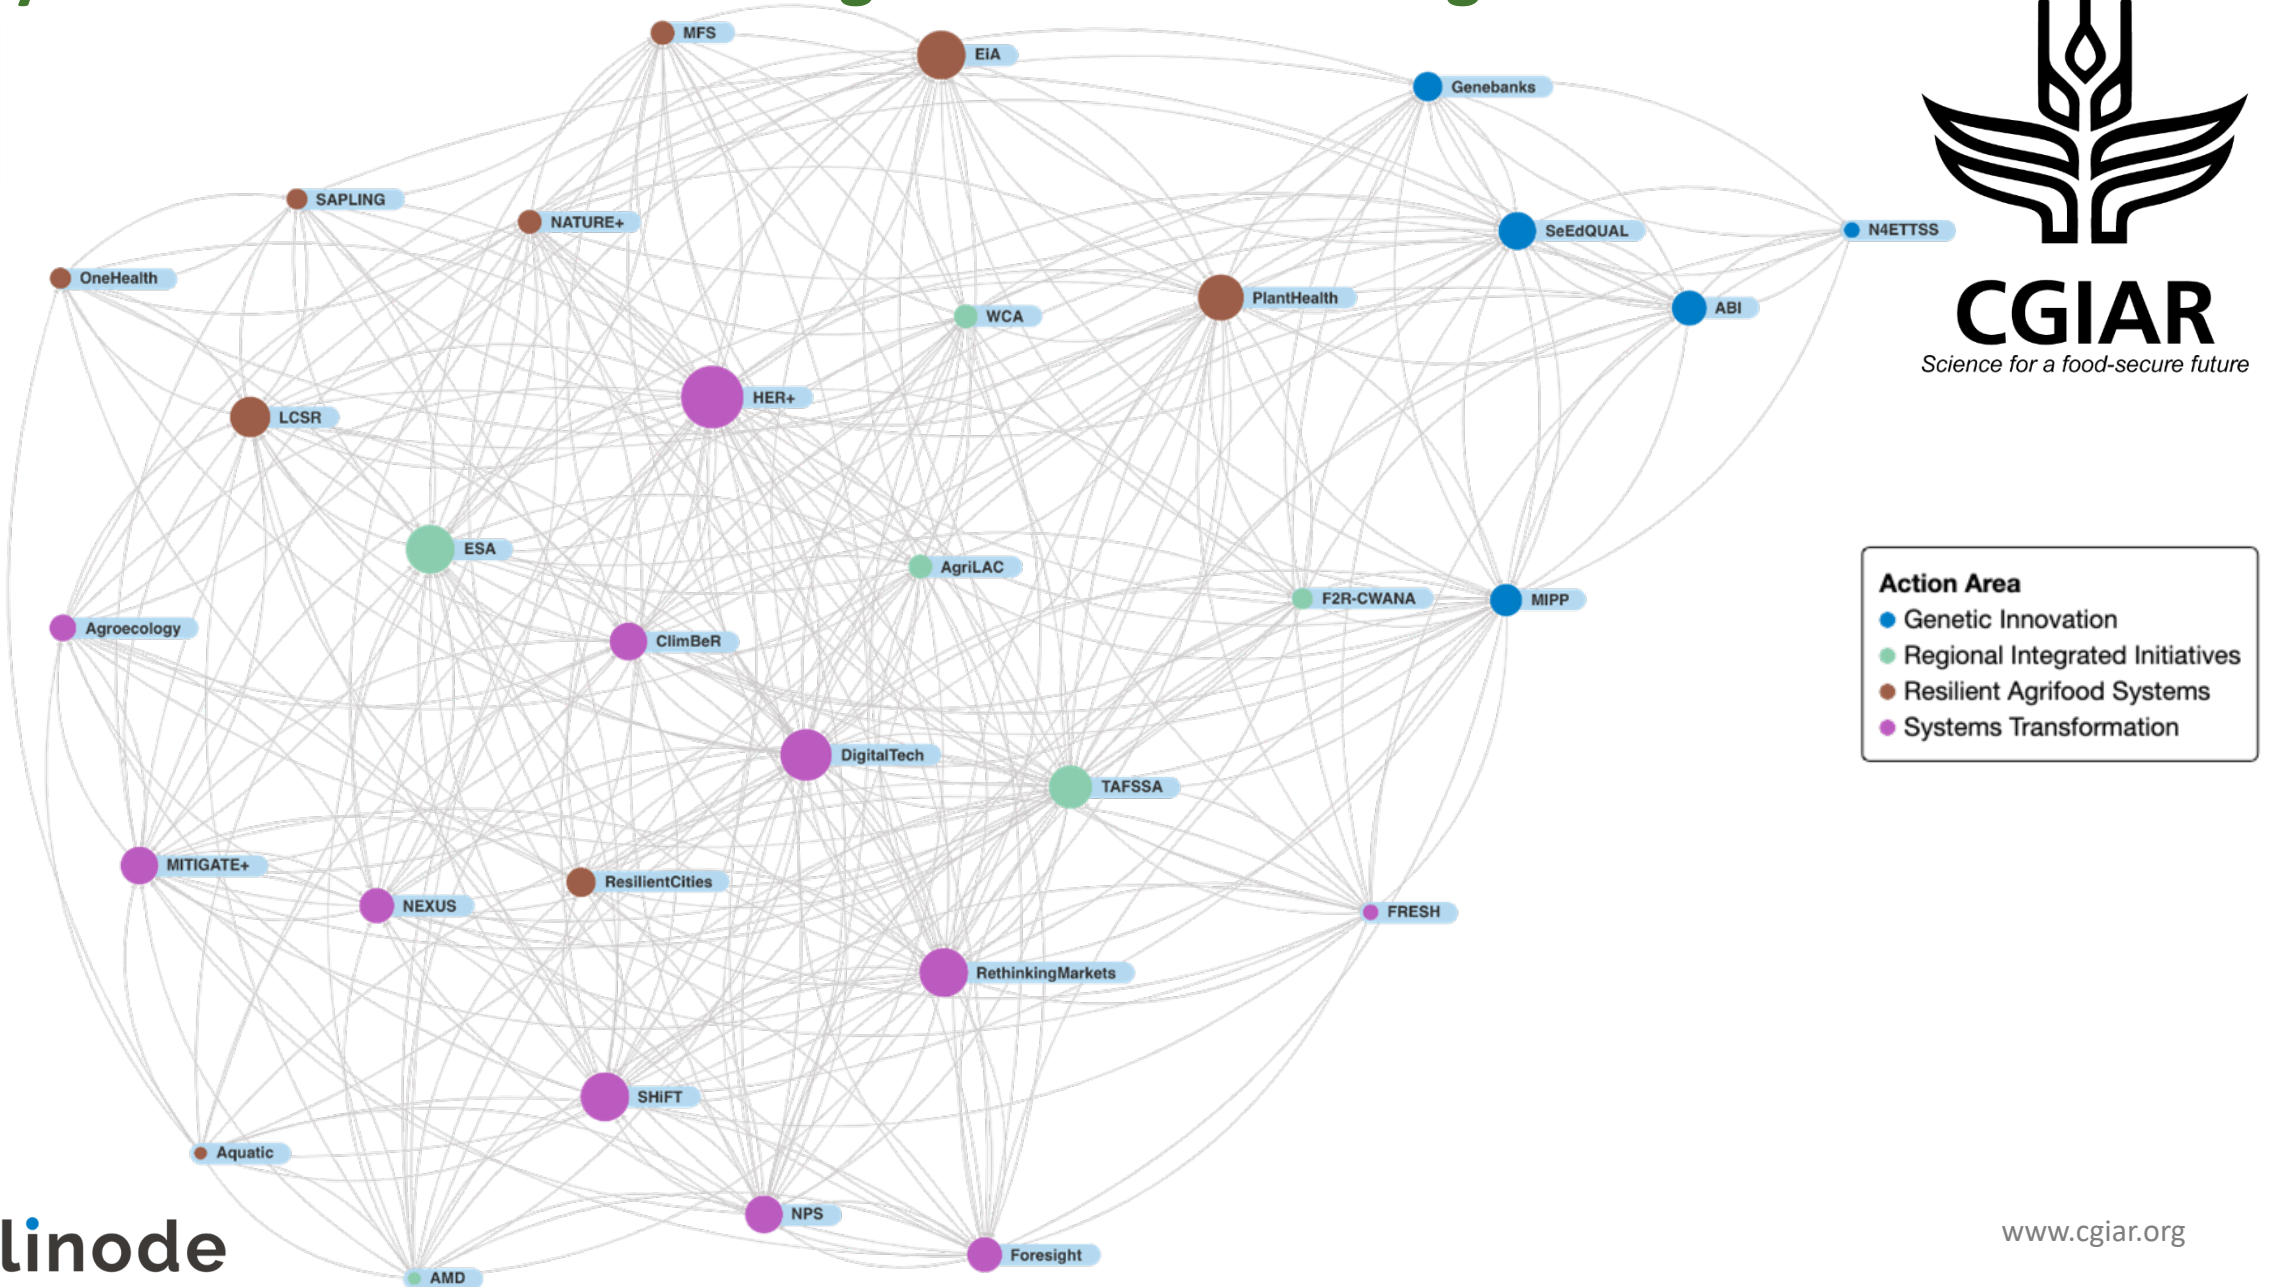 MFS
EiA
Genebanks
SAPLING
NATURE+
SeEdQUAL
N4ETTSS
OneHealth
PlantHealth
ABI
WCA
CGIAR
Science for a food-secure future
HER+
LCSR
ESA
AgriLAC
F2R-CWANA
MIPP
Action Area
Genetic Innovation
Regional Integrated Initiatives
Resilient Agrifood Systems
Systems Transformation
Agroecology
ClimBeR
DigitalTech
TAFSSA
MITIGATE+
ResilientCities
NEXUS
FRESH
RethinkingMarkets
SHiFT
Aquatic
NPS
Foresight
AMD
linode
www.cgiar.org